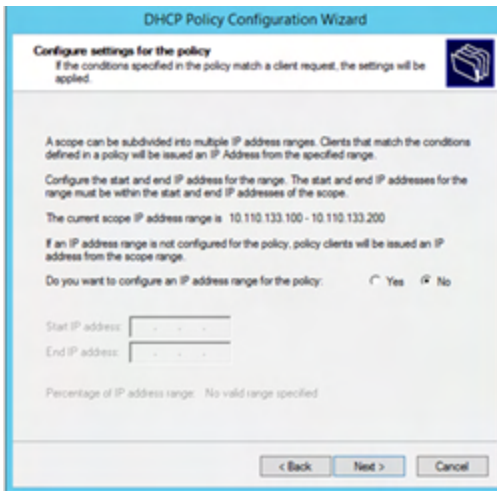 DHCP Policy Configuration Wizard
Configure settings for the policy
If the conditions specified in the policy match a client request, the settings will be
applied.
A scope can be subdivided into multiple IP address ranges. Clients that match the conditions
defined in a policy will be issued an IP Address from the specified range.
Configure the start and end IP address for the range. The start and end IP addresses for the
range must be within the start and end IP addresses of the scope.
The current scope IP address range is 10.110.133.100 - 10.110.133.200
If an IP address range is not configured for the policy, policy clients will be issued an IP
address from the scope range.
Do you want to configure an IP address range for the policy: Yes No
Start IP address:
End IP address:
Percentage of IP address range: No valid range specified
< Back Next > Cancel